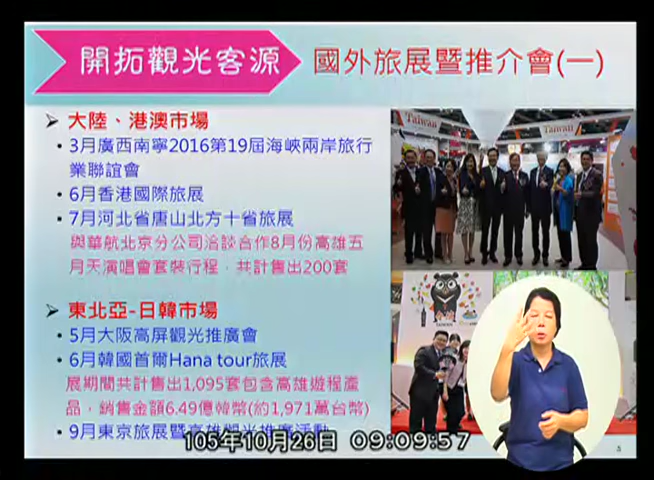 開拓觀光客源
國外旅展暨推介會(一)
➢ 大陸、港澳市場
• 3月廣西南寧2016第19屆海峽兩岸旅行
業聯誼會
• 6月香港國際旅展
• 7月河北省唐山北方十省旅展
與華航北京分公司洽談合作8月份高雄五
月天演唱會套裝行程，共計售出200套
➢ 東北亞-日韓市場
• 5月大阪高屏觀光推廣會
• 6月韓國首爾Hana tour旅展
展期間共計售出1,095套包含高雄遊程產
品，銷售金額6.49億韓幣(約1,971萬台幣)
• 9月東京旅展暨高雄觀光推廣活動
Taiwan
Taiwan
105年10月26日 09:09:57